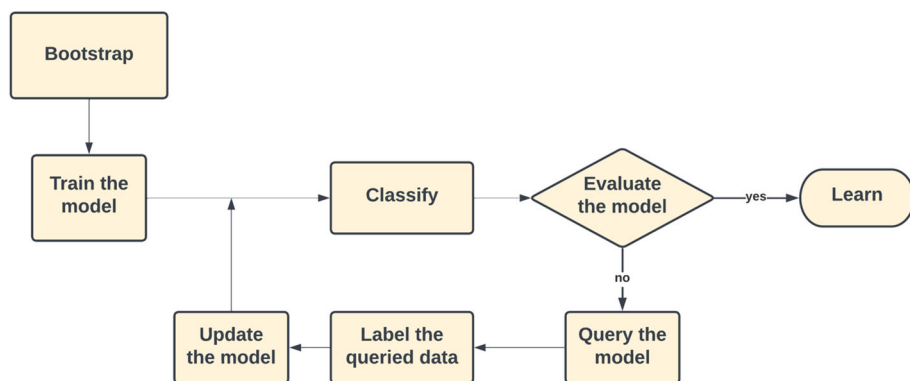 Bootstrap
Train the
model
Classify
Evaluate
the model
yes
Learn
no
Update
the model
Label the
queried data
Query the
model